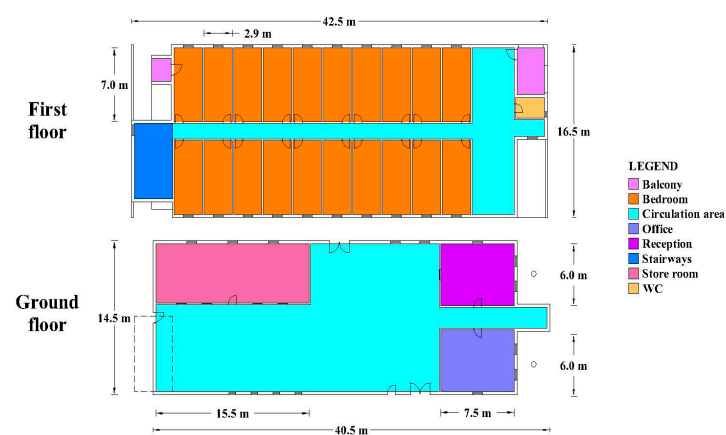 42.5 m
2.9 m
7.0 m
First
floor
16.5 m
LEGEND
Balcony
Bedroom
Circulation area
Office
Reception
Stairways
Store room
WC
6.0 m
Ground
floor
14.5 m
6.0 m
15.5 m
7.5 m
40.5 m